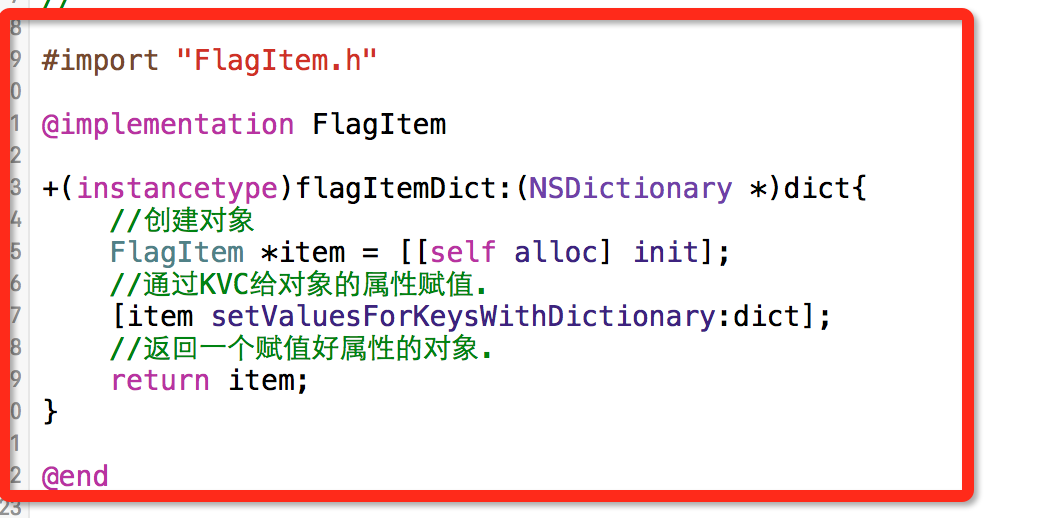 //
8
9 #import "FlagItem.h"
0
1 @implementation FlagItem
2
3 +(instancetype)flagItemDict:(NSDictionary *)dict{
4 //创建对象
5 FlagItem *item = [[self alloc] init];
6 //通过KVC给对象的属性赋值.
7 [item setValuesForKeysWithDictionary:dict];
8 //返回一个赋值好属性的对象.
9 return item;
0 }
1
2 @end
23